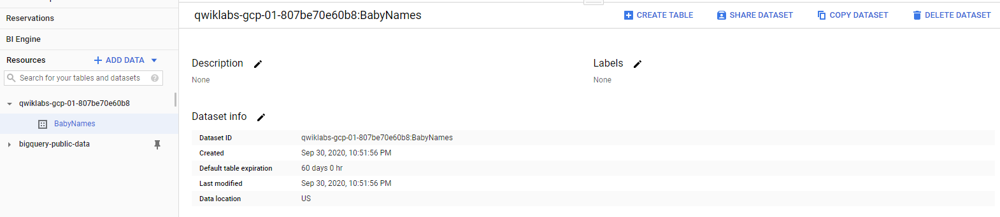 Reservations
BI Engine
Resources
ADD DATA
Search for your tables and datasets
?
qwiklabs-gcp-01-807be70e60b8
BabyNames
bigquery-public-data
qwiklabs-gcp-01-807be70e60b8:BabyNames
CREATE TABLE
SHARE DATASET
COPY DATASET
DELETE DATASET
Description
None
Labels
None
Dataset info
Dataset ID qwiklabs-gcp-01-807be70e60b8:BabyNames
Created Sep 30, 2020, 10:51:56 PM
Default table expiration 60 days 0 hr
Last modified Sep 30, 2020, 10:51:56 PM
Data location US